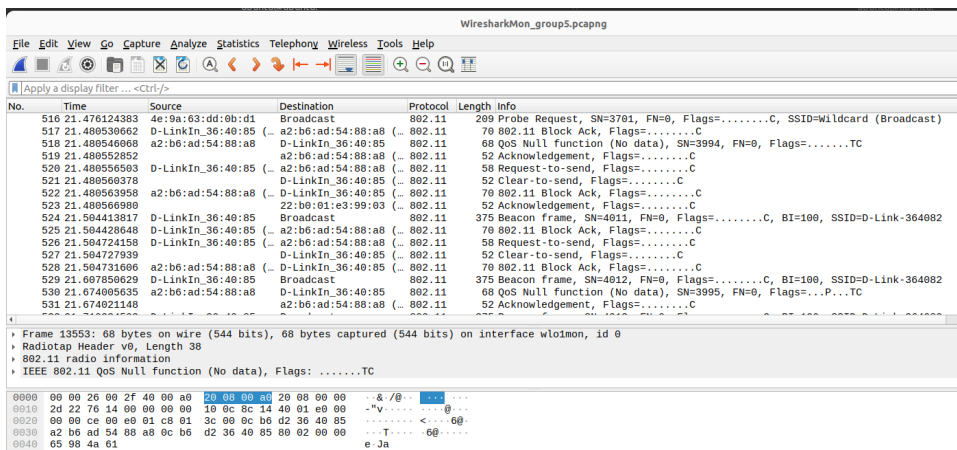 WiresharkMon_group5.pcapng
File Edit View Go Capture Analyze Statistics Telephony Wireless Tools Help
Apply a display filter … <Ctrl-/>
No. Time Source Destination Protocol Length Info
516 21.476124383 4e:9a:63:dd:0b:d1 Broadcast 802.11 209 Probe Request, SN=3701, FN=0, Flags=........C, SSID=Wildcard (Broadcast)
517 21.480530662 D-LinkIn_36:40:85 (… a2:b6:ad:54:88:a8 (… 802.11 70 802.11 Block Ack, Flags=........C
518 21.480546068 a2:b6:ad:54:88:a8 D-LinkIn_36:40:85 802.11 68 QoS Null function (No data), SN=3994, FN=0, Flags=.......TC
519 21.480552852 a2:b6:ad:54:88:a8 (… 802.11 52 Acknowledgement, Flags=........C
520 21.480556503 D-LinkIn_36:40:85 (… a2:b6:ad:54:88:a8 (… 802.11 58 Request-to-send, Flags=........C
521 21.480560378 D-LinkIn_36:40:85 (… 802.11 52 Clear-to-send, Flags=........C
522 21.480563958 a2:b6:ad:54:88:a8 (… D-LinkIn_36:40:85 (… 802.11 70 802.11 Block Ack, Flags=........C
523 21.480566980 22:b0:01:e3:99:03 (… 802.11 52 Acknowledgement, Flags=........C
524 21.504413817 D-LinkIn_36:40:85 Broadcast 802.11 375 Beacon frame, SN=4011, FN=0, Flags=........C, BI=100, SSID=D-Link-364082
525 21.504428648 D-LinkIn_36:40:85 (… a2:b6:ad:54:88:a8 (… 802.11 70 802.11 Block Ack, Flags=........C
526 21.504724158 D-LinkIn_36:40:85 (… a2:b6:ad:54:88:a8 (… 802.11 58 Request-to-send, Flags=........C
527 21.504727939 D-LinkIn_36:40:85 (… 802.11 52 Clear-to-send, Flags=........C
528 21.504731606 a2:b6:ad:54:88:a8 (… D-LinkIn_36:40:85 (… 802.11 70 802.11 Block Ack, Flags=........C
529 21.607850629 D-LinkIn_36:40:85 Broadcast 802.11 375 Beacon frame, SN=4012, FN=0, Flags=........C, BI=100, SSID=D-Link-364082
530 21.674005635 a2:b6:ad:54:88:a8 D-LinkIn_36:40:85 802.11 68 QoS Null function (No data), SN=3995, FN=0, Flags=...P...TC
531 21.674021148 a2:b6:ad:54:88:a8 (… 802.11 52 Acknowledgement, Flags=........C
Frame 13553: 68 bytes on wire (544 bits), 68 bytes captured (544 bits) on interface wlo1mon, id 0
Radiotap Header v0, Length 38
802.11 radio information
IEEE 802.11 QoS Null function (No data), Flags: .......TC
0000 00 00 26 00 2f 40 00 a0 20 08 00 a0 20 08 00 00 ··&·/@·· ··· ···
0010 2d 22 76 14 00 00 00 00 10 0c 8c 14 40 01 e0 00 -"v····· ····@···
0020 00 00 ce 00 e0 01 c8 01 3c 00 0c b6 d2 36 40 85 ········ <····6@·
0030 a2 b6 ad 54 88 a8 0c b6 d2 36 40 85 80 02 00 00 ···T···· ·6@·····
0040 65 98 4a 61 e·Ja